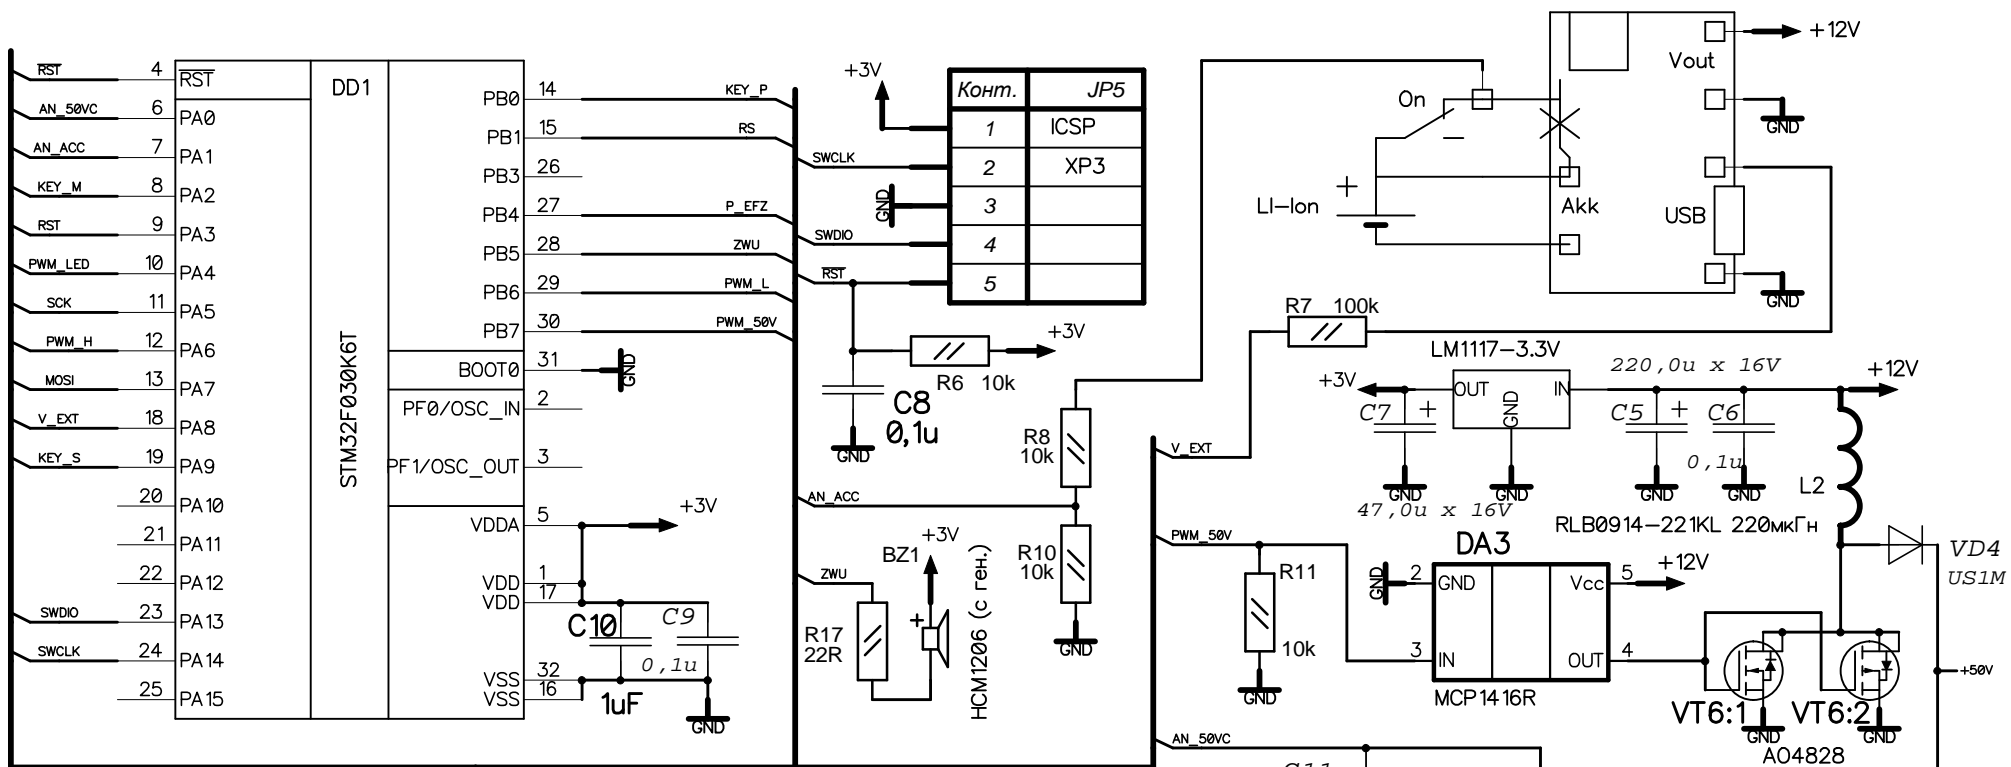 RST 4 RST
AN_50VC 6 PA0
AN_ACC 7 PA1
KEY_M 8 PA2
RST 9 PA3
PWM_LED 10 PA4
SCK 11 PA5
PWM_H 12 PA6
MOSI 13 PA7
V_EXT 18 PA8
KEY_S 19 PA9
20 PA10
21 PA11
22 PA12
SWDIO 23 PA13
SWCLK 24 PA14
25 PA15
DD1
STM32F030K6T
PB0 14 KEY_P
PB1 15 RS
PB3 26
PB4 27 P_EFZ
PB5 28 ZWU
PB6 29 PWM_L
PB7 30 PWM_50V
BOOT0 31 GND
PF0/OSC_IN 2
PF1/OSC_OUT 3
VDDA 5 +3V
VDD 1
VDD 17
C10 C9
0,1u
VSS 32
VSS 16
1uF
GND
+3V
Конт. JP5
1 ICSP
SWCLK 2 XP3
GND 3
SWDIO 4
RST 5
+3V
R6 10k
C8
0,1u
GND
AN_ACC
R8
10k
R10
10k
GND
ZWU
BZ1
+3V
R17
22R
+
HCM1206 (с ген.)
On
LI-Ion
+
Akk
Vout
+12V
GND
USB
GND
R7 100k
V_EXT
LM1117-3.3V
OUT
GND
IN
+3V
C7 +
GND
47,0u x 16V
GND
220,0u x 16V
+12V
C5 +
C6
0,1u
GND
GND
L2
RLB0914-221KL 220мкГн
VD4
US1M
PWM_50V
R11
10k
GND
DA3
GND 2 GND
Vcc 5 +12V
3 IN
OUT 4
MCP1416R
VT6:1 VT6:2
GND
GND
AO4828
+50V
AN_50VC
C11